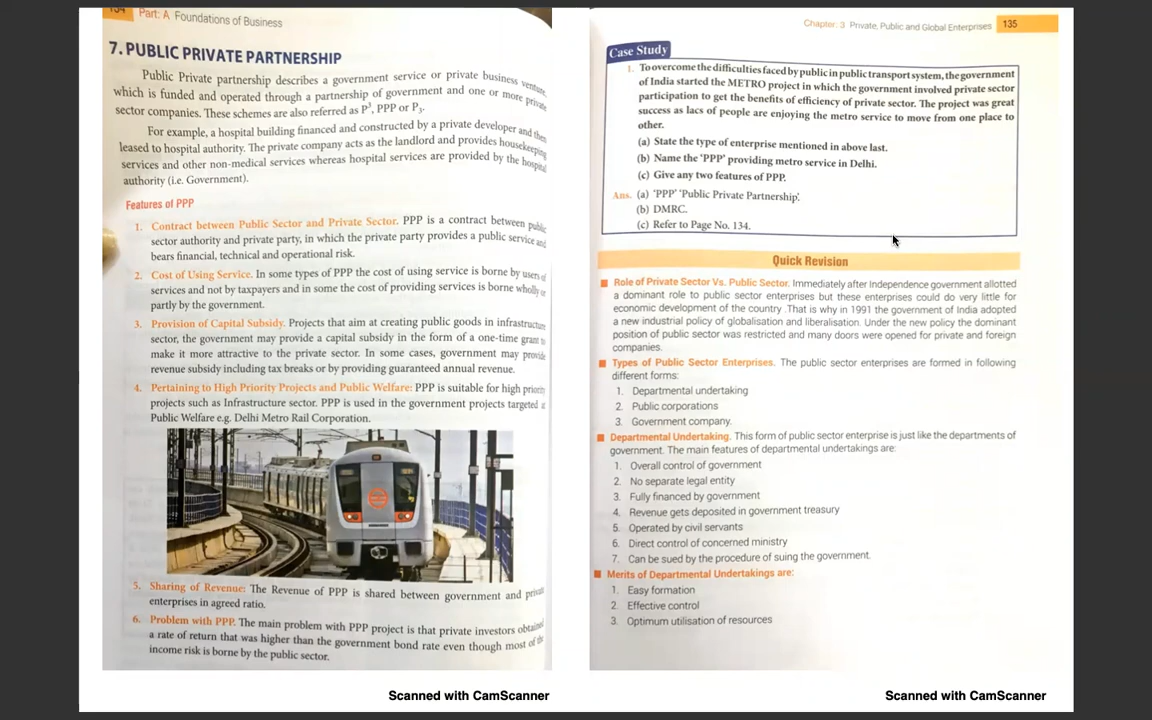 134 Part: A Foundations of Business
7. PUBLIC PRIVATE PARTNERSHIP
Public Private partnership describes a government service or private business venture,
which is funded and operated through a partnership of government and one or more private
sector companies. These schemes are also referred as P³, PPP or P₃.
For example, a hospital building financed and constructed by a private developer and then
leased to hospital authority. The private company acts as the landlord and provides housekeeping
services and other non-medical services whereas hospital services are provided by the hospital
authority (i.e. Government).
Features of PPP
1. Contract between Public Sector and Private Sector. PPP is a contract between public
sector authority and private party, in which the private party provides a public service and
bears financial, technical and operational risk.
2. Cost of Using Service. In some types of PPP the cost of using service is borne by users of
services and not by taxpayers and in some the cost of providing services is borne wholly or
partly by the government.
3. Provision of Capital Subsidy. Projects that aim at creating public goods in infrastructure
sector, the government may provide a capital subsidy in the form of a one-time grant to
make it more attractive to the private sector. In some cases, government may provide
revenue subsidy including tax breaks or by providing guaranteed annual revenue.
4. Pertaining to High Priority Projects and Public Welfare: PPP is suitable for high priority
projects such as Infrastructure sector. PPP is used in the government projects targeted at
Public Welfare e.g. Delhi Metro Rail Corporation.
5. Sharing of Revenue: The Revenue of PPP is shared between government and private
enterprises in agreed ratio.
6. Problem with PPP. The main problem with PPP project is that private investors obtained
a rate of return that was higher than the government bond rate even though most of the
income risk is borne by the public sector.
Scanned with CamScanner
Chapter: 3 Private, Public and Global Enterprises 135
Case Study
1. To overcome the difficulties faced by public in public transport system, the government
of India started the METRO project in which the government involved private sector
participation to get the benefits of efficiency of private sector. The project was great
success as lacs of people are enjoying the metro service to move from one place to
other.
(a) State the type of enterprise mentioned in above last.
(b) Name the 'PPP' providing metro service in Delhi.
(c) Give any two features of PPP.
Ans. (a) 'PPP' 'Public Private Partnership'.
(b) DMRC.
(c) Refer to Page No. 134.
Quick Revision
Role of Private Sector Vs. Public Sector. Immediately after Independence government allotted
a dominant role to public sector enterprises but these enterprises could do very little for
economic development of the country .That is why in 1991 the government of India adopted
a new industrial policy of globalisation and liberalisation. Under the new policy the dominant
position of public sector was restricted and many doors were opened for private and foreign
companies.
Types of Public Sector Enterprises. The public sector enterprises are formed in following
different forms:
1. Departmental undertaking
2. Public corporations
3. Government company.
Departmental Undertaking. This form of public sector enterprise is just like the departments of
government. The main features of departmental undertaking are:
1. Overall control of government
2. No separate legal entity
3. Fully financed by government
4. Revenue gets deposited in government treasury
5. Operated by civil servants
6. Direct control of concerned ministry
7. Can be sued by the procedure of suing the government.
Merits of Departmental Undertakings are:
1. Easy formation
2. Effective control
3. Optimum utilisation of resources
Scanned with CamScanner